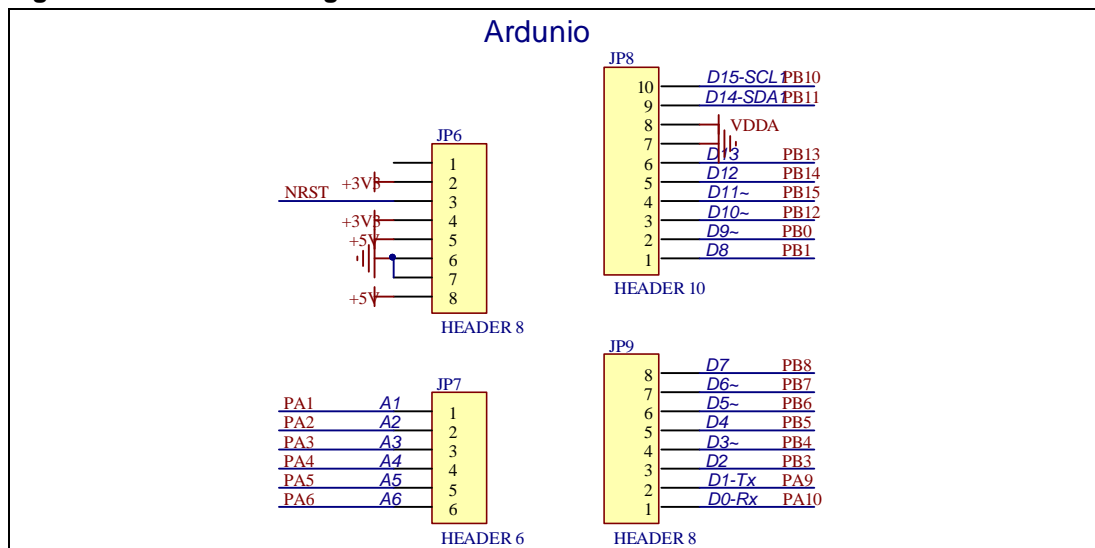 Ardunio
JP8
10 D15-SCL1 PB10
9 D14-SDA1 PB11
8 VDDA
7
6 D13 PB13
5 D12 PB14
4 D11~ PB15
3 D10~ PB12
2 D9~ PB0
1 D8 PB1
HEADER 10
JP6
1
+3V3 2
NRST 3
+3V3 4
+5V 5
6
7
+5V 8
HEADER 8
JP7
PA1 A1 1
PA2 A2 2
PA3 A3 3
PA4 A4 4
PA5 A5 5
PA6 A6 6
HEADER 6
JP9
8 D7 PB8
7 D6~ PB7
6 D5~ PB6
5 D4 PB5
4 D3~ PB4
3 D2 PB3
2 D1-Tx PA9
1 D0-Rx PA10
HEADER 8